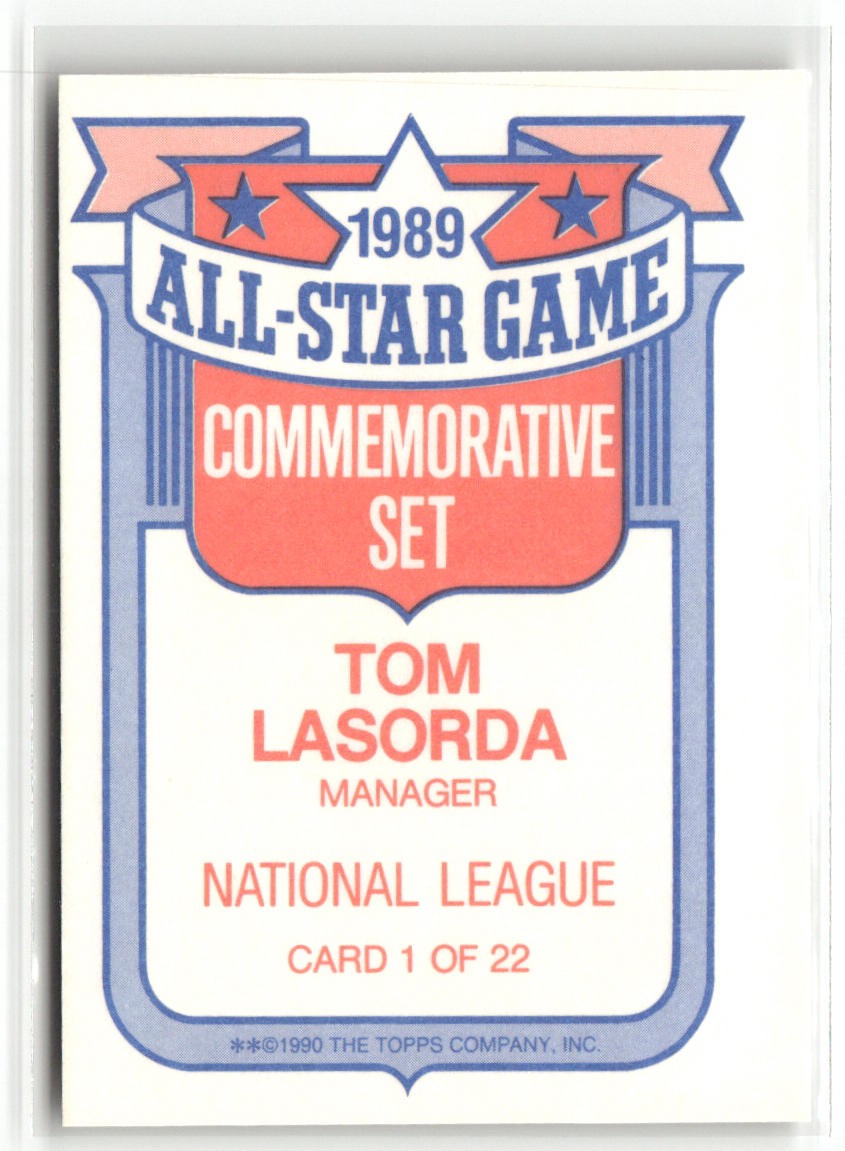 1989
ALL-STAR GAME
COMMEMORATIVE
SET
TOM
LASORDA
MANAGER
NATIONAL LEAGUE
CARD 1 OF 22
**©1990 THE TOPPS COMPANY, INC.